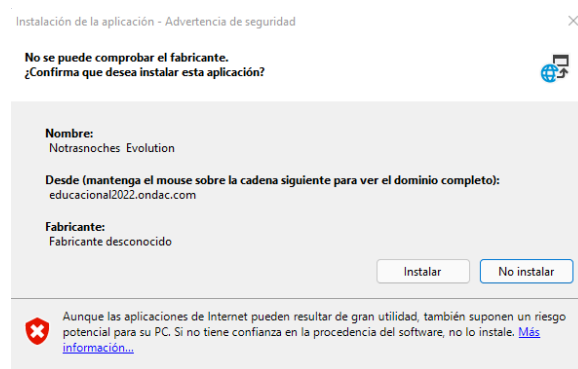 Instalación de la aplicación - Advertencia de seguridad
No se puede comprobar el fabricante.
¿Confirma que desea instalar esta aplicación?
Nombre:
Notrasnoches Evolution
Desde (mantenga el mouse sobre la cadena siguiente para ver el dominio completo):
educacional2022.ondac.com
Fabricante:
Fabricante desconocido
Instalar
No instalar
Aunque las aplicaciones de Internet pueden resultar de gran utilidad, también suponen un riesgo
potencial para su PC. Si no tiene confianza en la procedencia del software, no lo instale. Más
información...